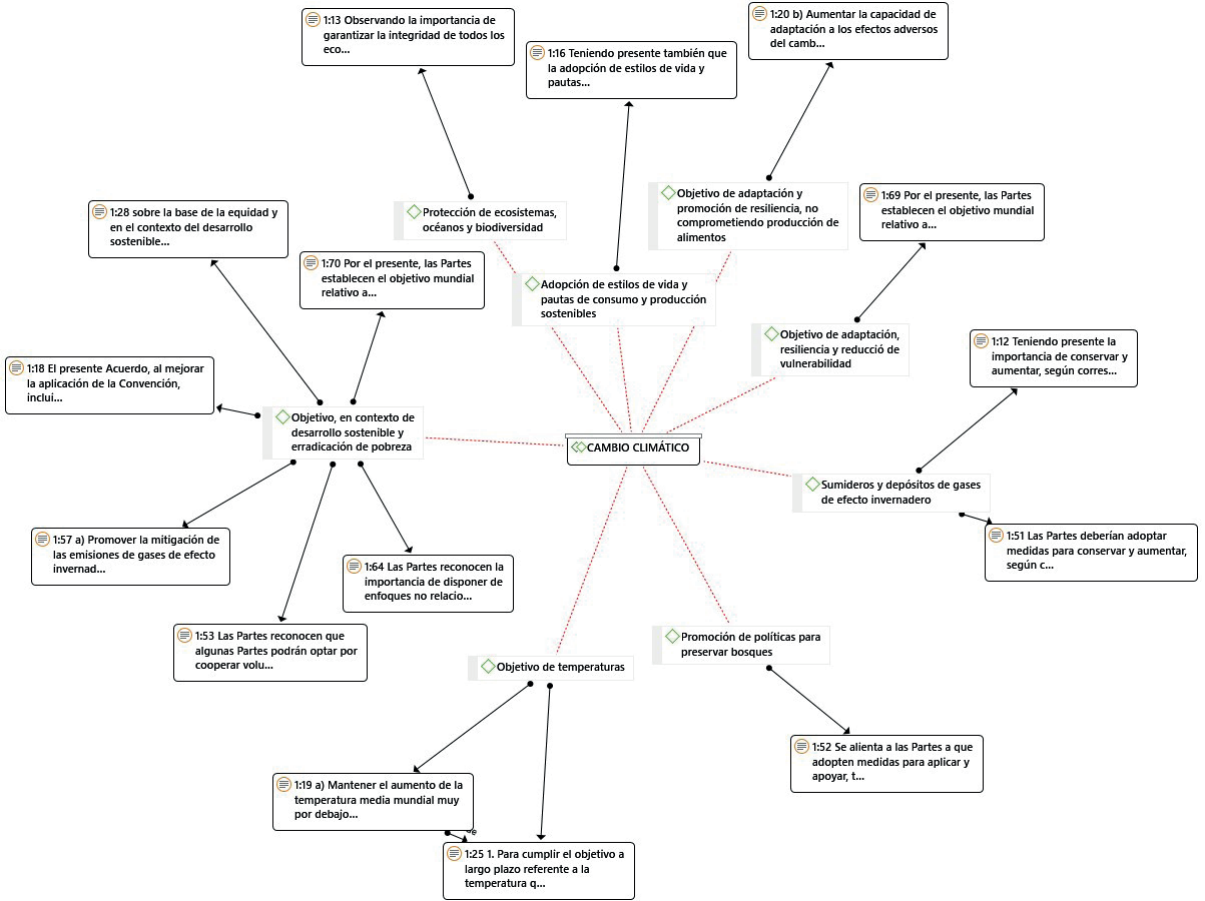 1:13 Observando la importancia de
garantizar la integridad de todos los
eco...
1:20 b) Aumentar la capacidad de
adaptación a los efectos adversos
del camb...
1:16 Teniendo presente también que
la adopción de estilos de vida y
pautas...
1:28 sobre la base de la equidad y
en el contexto del desarrollo
sostenible...
Protección de ecosistemas,
océanos y biodiversidad
Objetivo de adaptación y
promoción de resiliencia, no
comprometiendo producción de
alimentos
1:69 Por el presente, las Partes
establecen el objetivo mundial
relativo a...
1:70 Por el presente, las Partes
establecen el objetivo mundial
relativo a...
Adopción de estilos de vida y
pautas de consumo y producción
sostenibles
Objetivo de adaptación,
resiliencia y reducció de
vulnerabilidad
1:12 Teniendo presente la
importancia de conservar y
aumentar, según corres...
1:18 El presente Acuerdo, al mejorar
la aplicación de la Convención,
inclui...
Objetivo, en contexto de
desarrollo sostenible y
erradicación de pobreza
CAMBIO CLIMÁTICO
Sumideros y depósitos de gases
de efecto invernadero
1:57 a) Promover la mitigación de
las emisiones de gases de efecto
invernad...
1:64 Las Partes reconocen la
importancia de disponer de
enfoques no relacio...
1:51 Las Partes deberían adoptar
medidas para conservar y aumentar,
según c...
1:53 Las Partes reconocen que
algunas Partes podrán optar por
cooperar volu...
Objetivo de temperaturas
Promoción de políticas para
preservar bosques
1:19 a) Mantener el aumento de la
temperatura media mundial muy
por debajo...
1:52 Se alienta a las Partes a que
adopten medidas para aplicar y
apoyar, t...
1:25 1. Para cumplir el objetivo a
largo plazo referente a la
temperatura q...